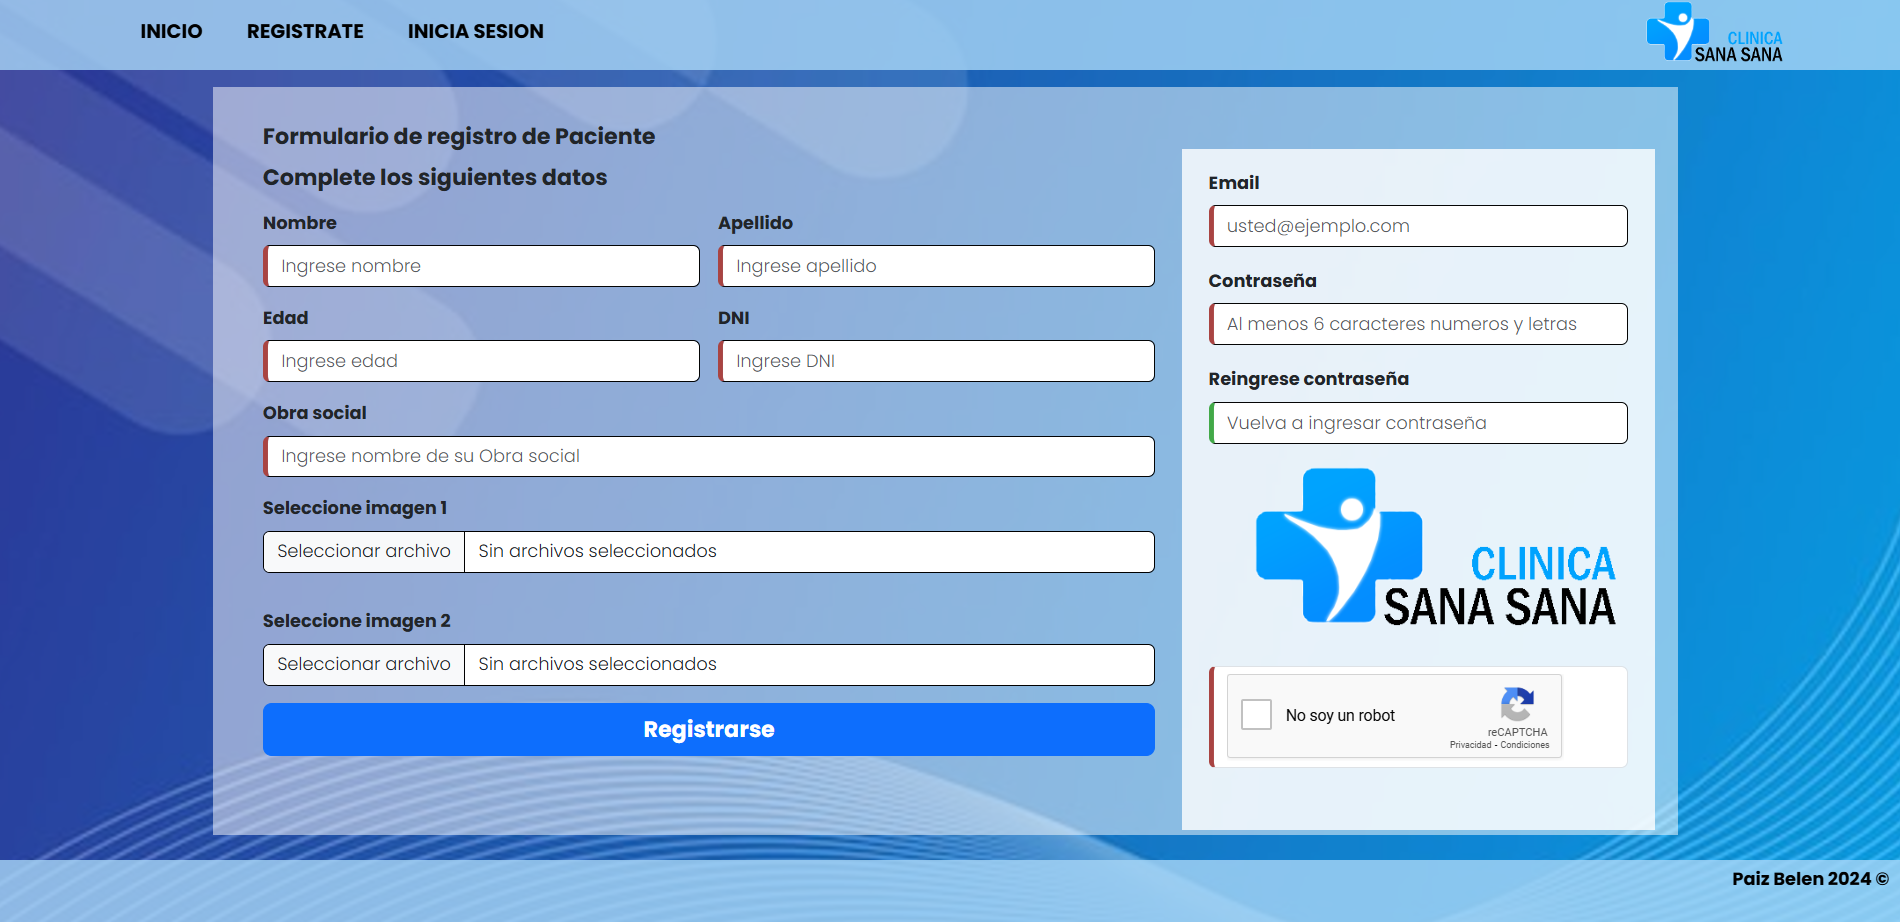 INICIO
REGISTRATE
INICIA SESION
CLINICA
SANA SANA
Formulario de registro de Paciente
Complete los siguientes datos
Nombre
Ingrese nombre
Apellido
Ingrese apellido
Edad
Ingrese edad
DNI
Ingrese DNI
Obra social
Ingrese nombre de su Obra social
Seleccione imagen 1
Seleccionar archivo
Sin archivos seleccionados
Seleccione imagen 2
Seleccionar archivo
Sin archivos seleccionados
Registrarse
Email
usted@ejemplo.com
Contraseña
Al menos 6 caracteres numeros y letras
Reingrese contraseña
Vuelva a ingresar contraseña
CLINICA
SANA SANA
No soy un robot
reCAPTCHA
Privacidad - Condiciones
Paiz Belen 2024 ©